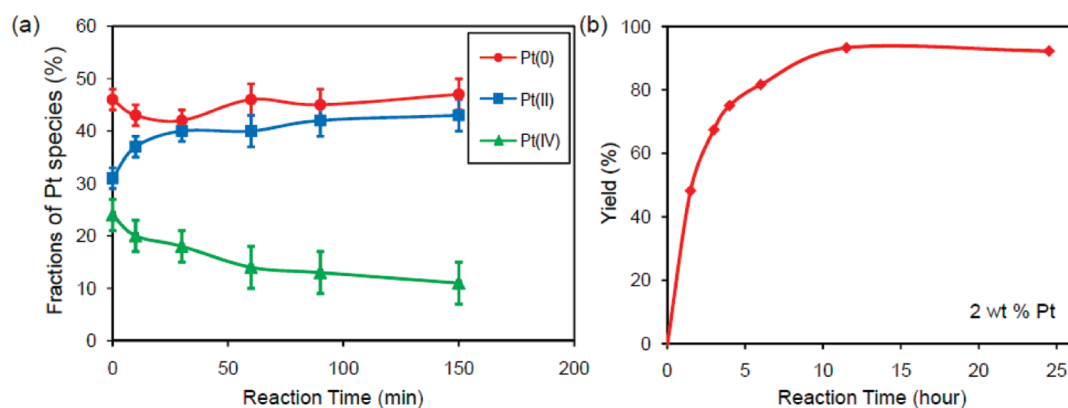 (a)
Fractions of Pt species (%)
60
50
40
30
20
10
0
0 50 100 150 200
Reaction Time (min)
Pt(0)
Pt(II)
Pt(IV)
(b)
Yield (%)
100
80
60
40
20
0
0 5 10 15 20 25
Reaction Time (hour)
2 wt % Pt